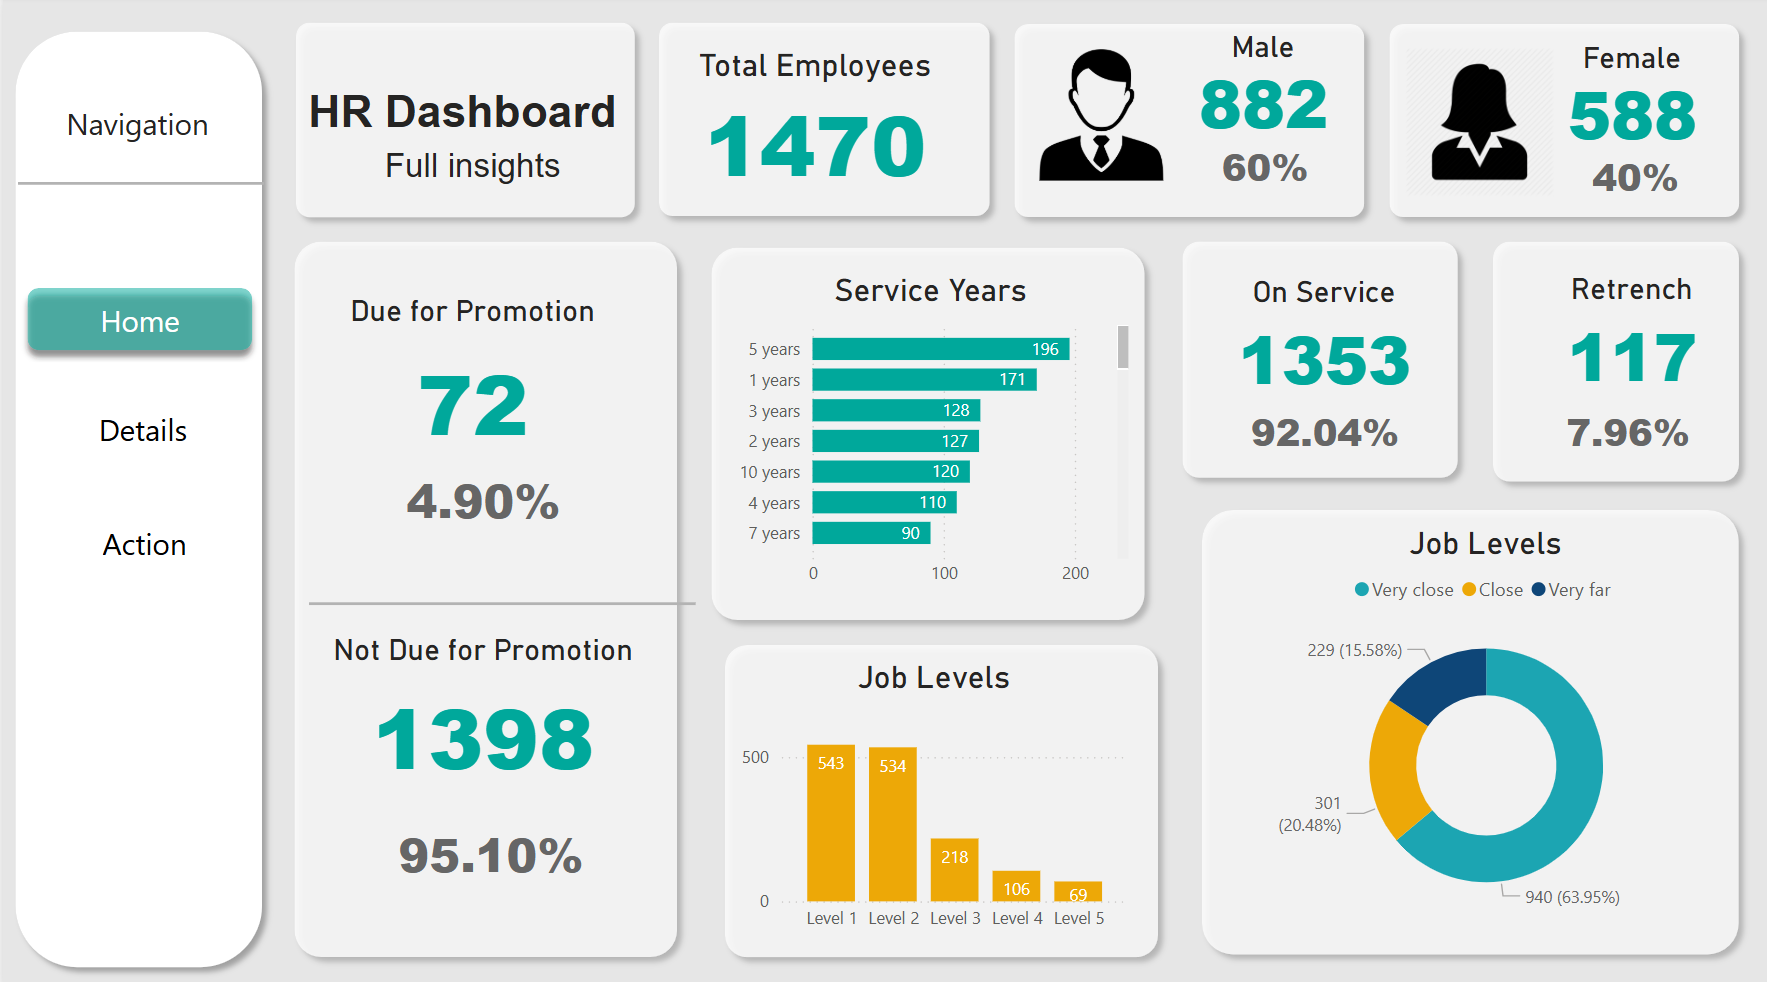 Navigation
Home
Details
Action
HR Dashboard
Full insights
Total Employees
1470
Male
882
60%
Female
588
40%
Due for Promotion
72
4.90%
Not Due for Promotion
1398
95.10%
Service Years
5 years 196
1 years 171
3 years 128
2 years 127
10 years 120
4 years 110
7 years 90
0 100 200
On Service
1353
92.04%
Retrench
117
7.96%
Job Levels
500
0
543 534 218 106 69
Level 1 Level 2 Level 3 Level 4 Level 5
Job Levels
Very close Close Very far
229 (15.58%)
301
(20.48%)
940 (63.95%)